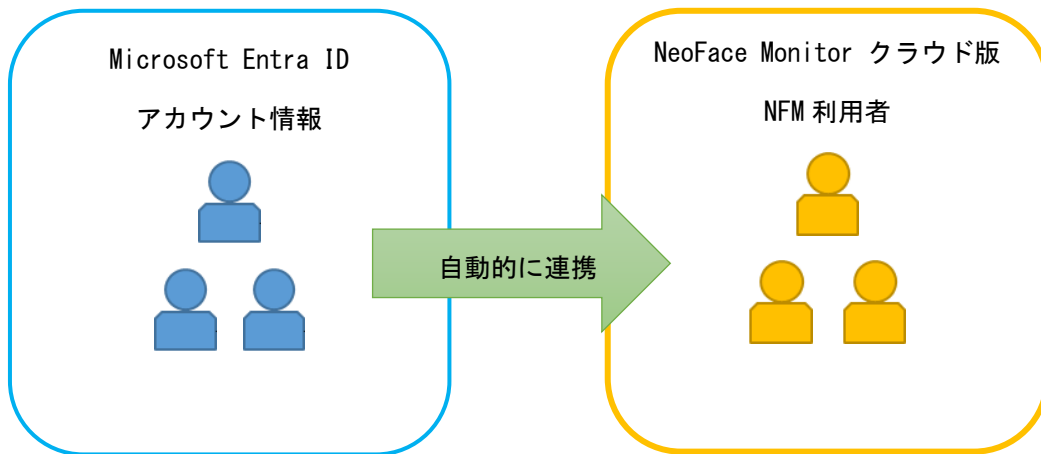 Microsoft Entra ID
アカウント情報
自動的に連携
NeoFace Monitor クラウド版
NFM 利用者